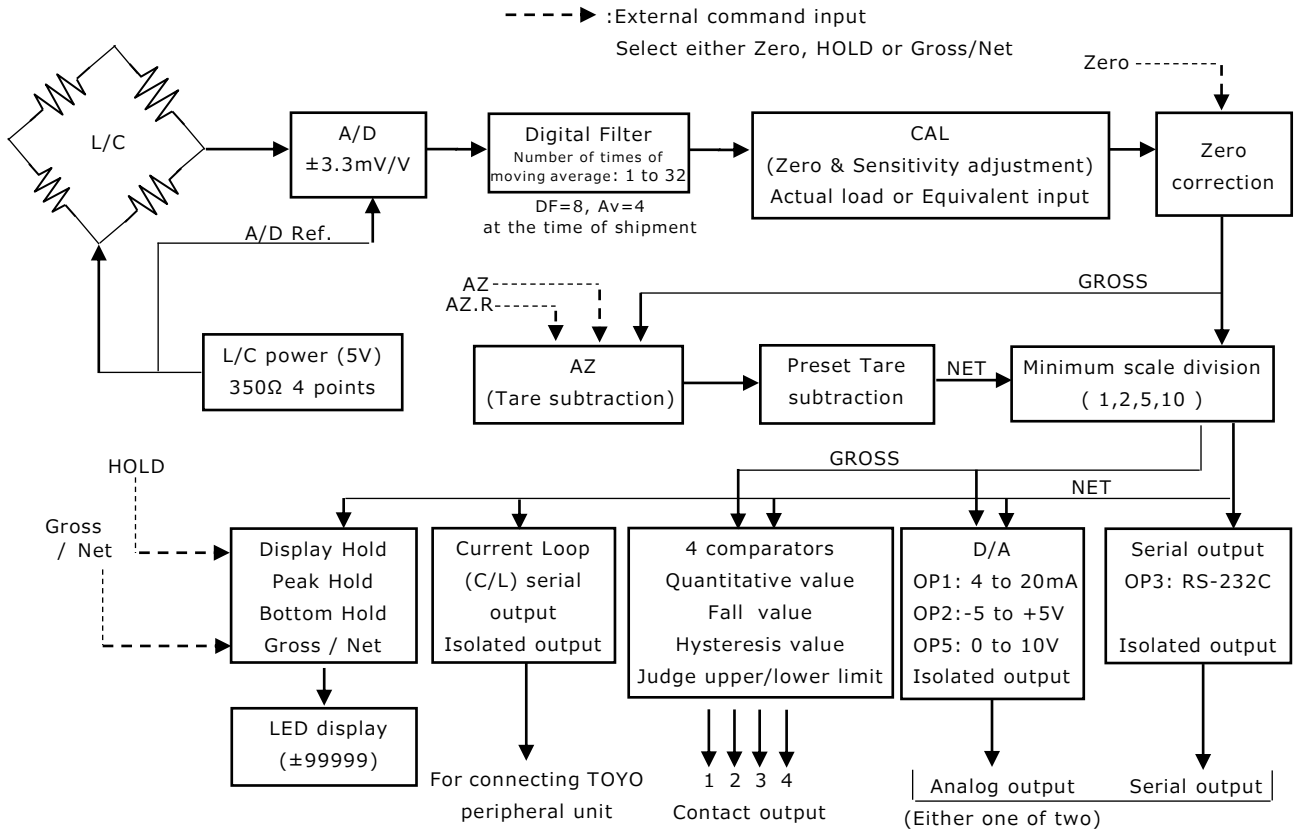 :External command input
Select either Zero, HOLD or Gross/Net
Zero
L/C
A/D
±3.3mV/V
Digital Filter
Number of times of
moving average: 1 to 32
DF=8, Av=4
at the time of shipment
CAL
(Zero & Sensitivity adjustment)
Actual load or Equivalent input
Zero
correction
A/D Ref.
L/C power (5V)
350Ω 4 points
AZ
AZ.R
GROSS
AZ
(Tare subtraction)
Preset Tare
subtraction
NET
Minimum scale division
( 1,2,5,10 )
GROSS
NET
HOLD
Gross
/ Net
Display Hold
Peak Hold
Bottom Hold
Gross / Net
Current Loop
(C/L) serial
output
Isolated output
4 comparators
Quantitative value
Fall value
Hysteresis value
Judge upper/lower limit
D/A
OP1: 4 to 20mA
OP2:-5 to +5V
OP5: 0 to 10V
Isolated output
Serial output
OP3: RS-232C
Isolated output
LED display
(±99999)
For connecting TOYO
peripheral unit
1 2 3 4
Contact output
Analog output
Serial output
(Either one of two)